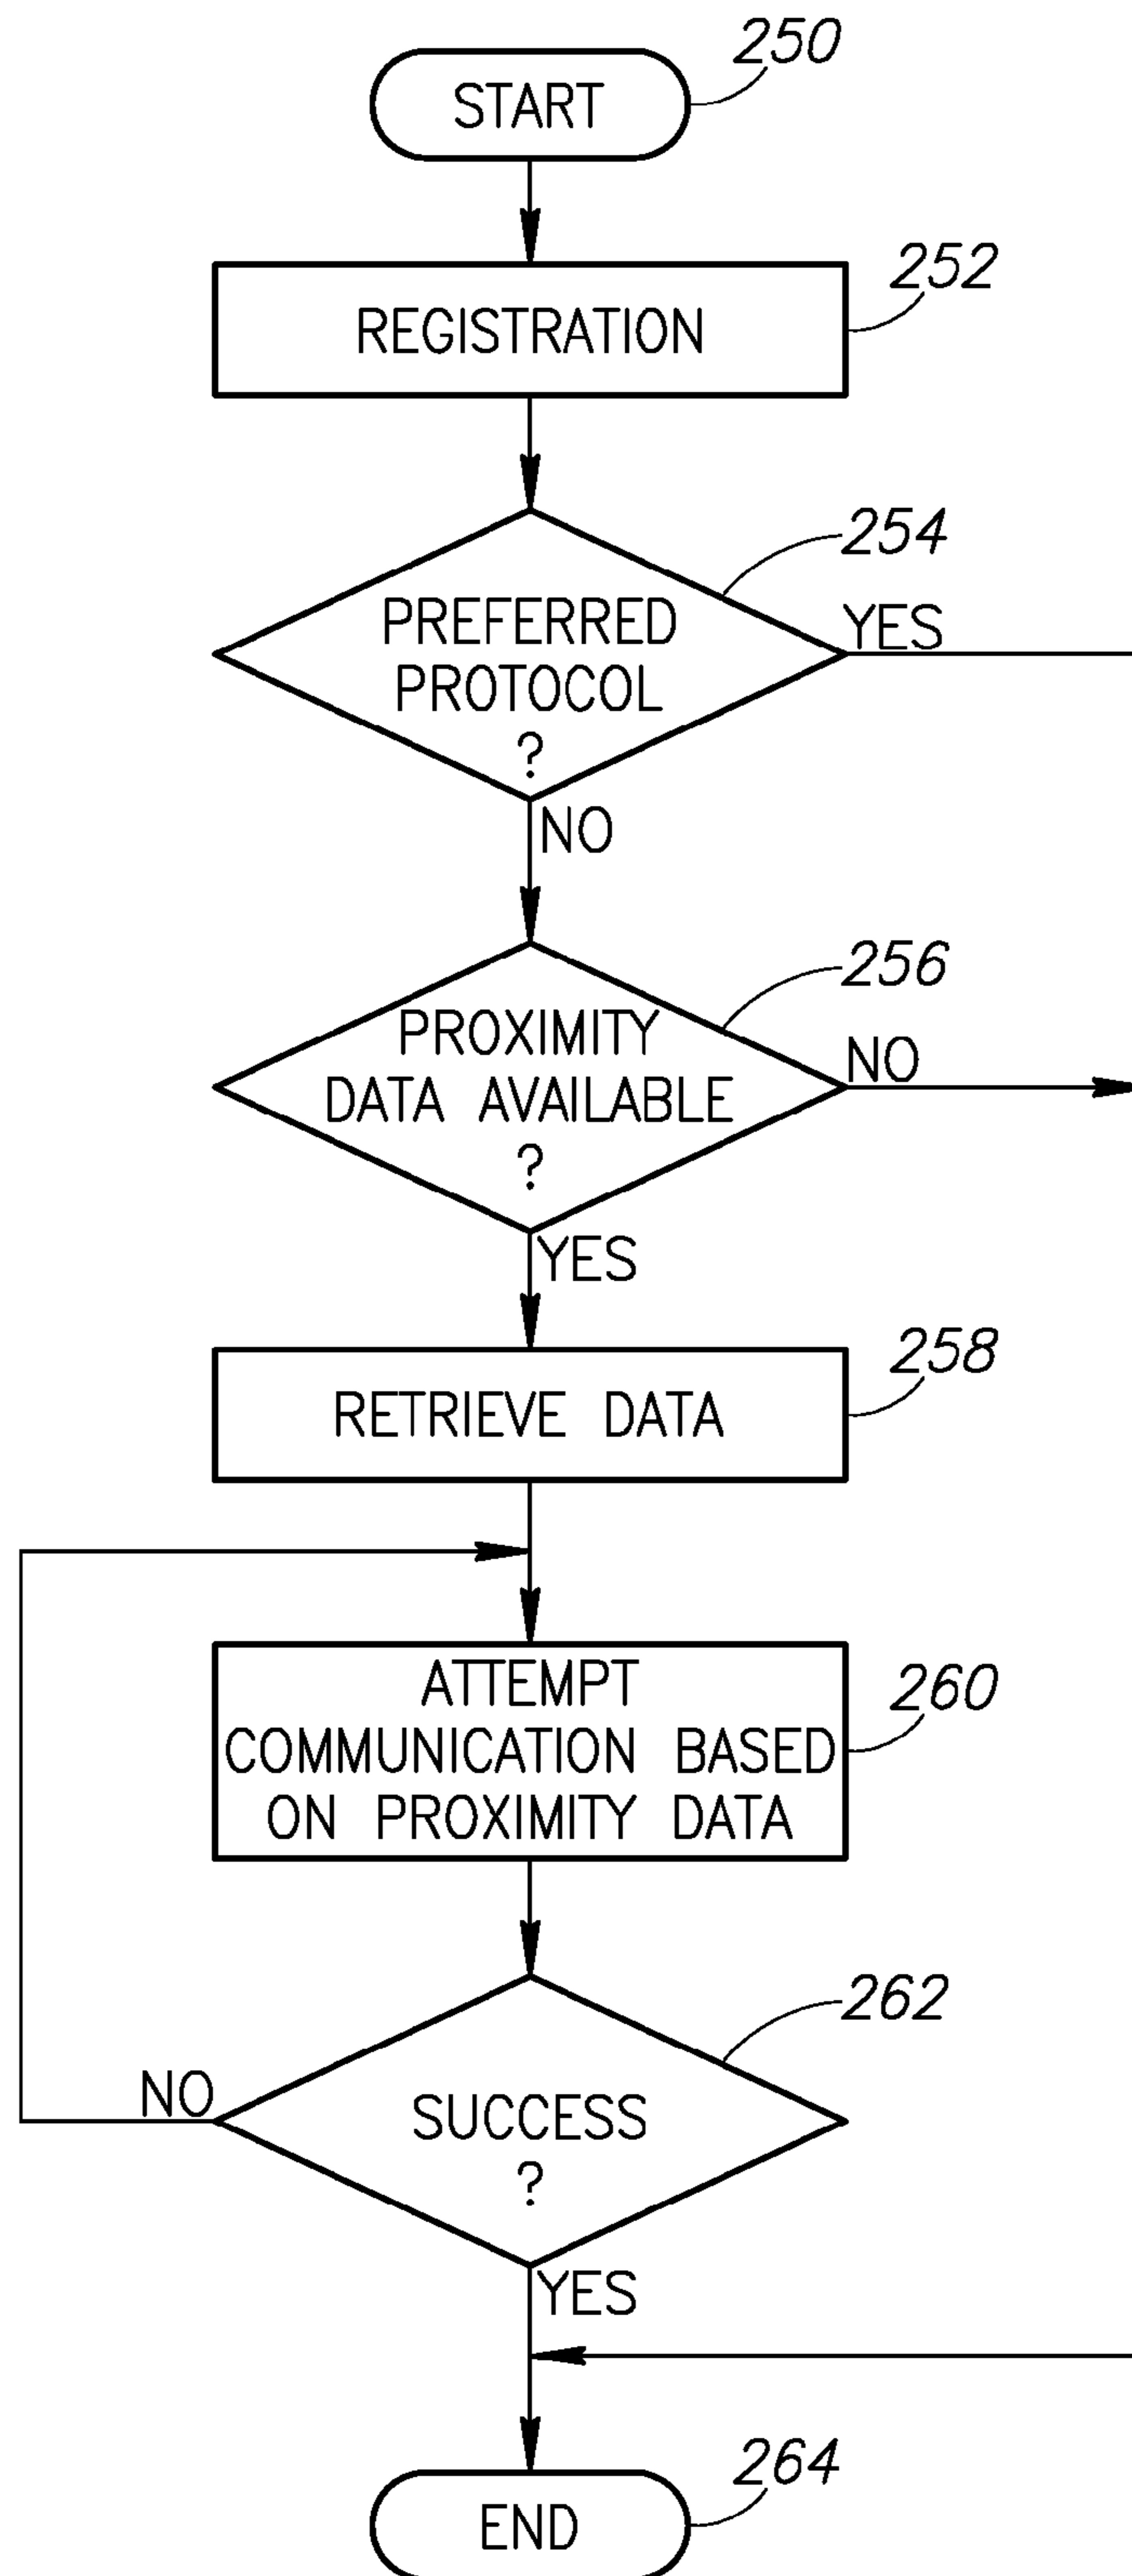 250
START
252
REGISTRATION
254
PREFERRED
PROTOCOL
?
YES
NO
256
PROXIMITY
DATA AVAILABLE
?
NO
YES
258
RETRIEVE DATA
260
ATTEMPT
COMMUNICATION BASED
ON PROXIMITY DATA
262
NO
SUCCESS
?
YES
264
END